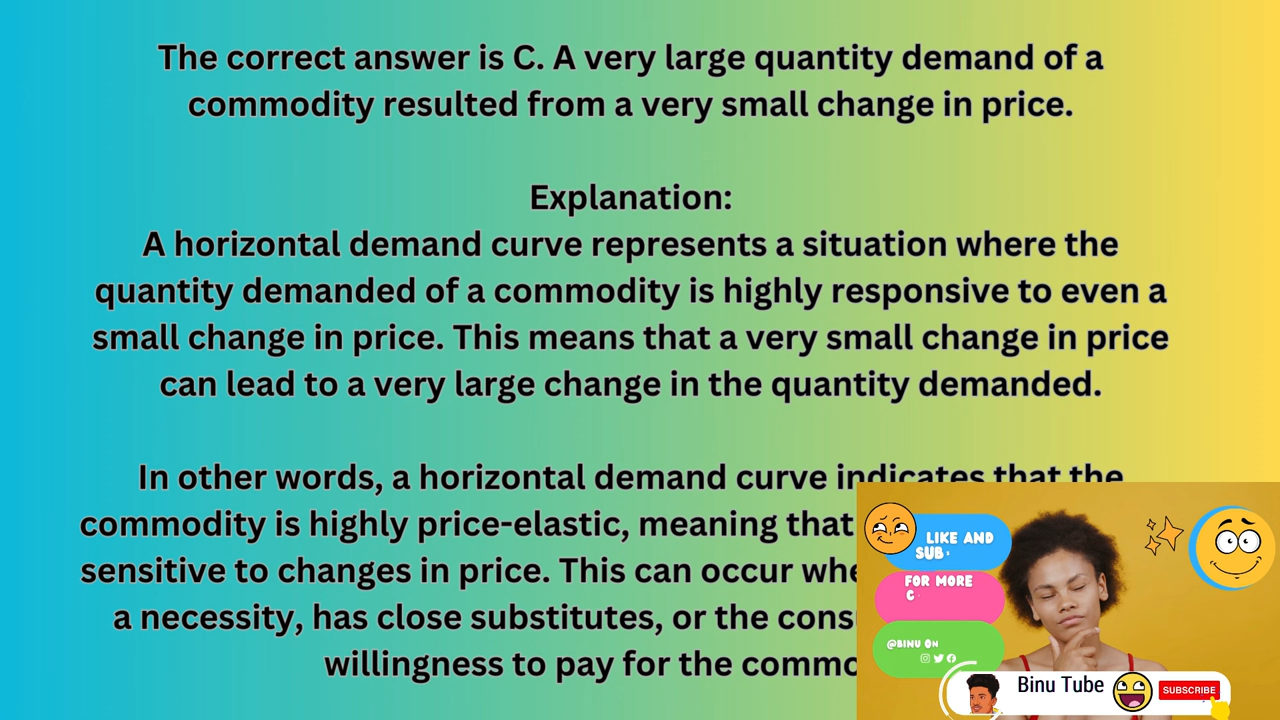 The correct answer is C. A very large quantity demand of a
commodity resulted from a very small change in price.
Explanation:
A horizontal demand curve represents a situation where the
quantity demanded of a commodity is highly responsive to even a
small change in price. This means that a very small change in price
can lead to a very large change in the quantity demanded.
In other words, a horizontal demand curve indicates that the
commodity is highly price-elastic, meaning that
sensitive to changes in price. This can occur
a necessity, has close substitutes, or the
willingness to pay for the
LIKE AND
SUB
FOR MORE
C
@BINU ON
Binu Tube
SUBSCRIBE